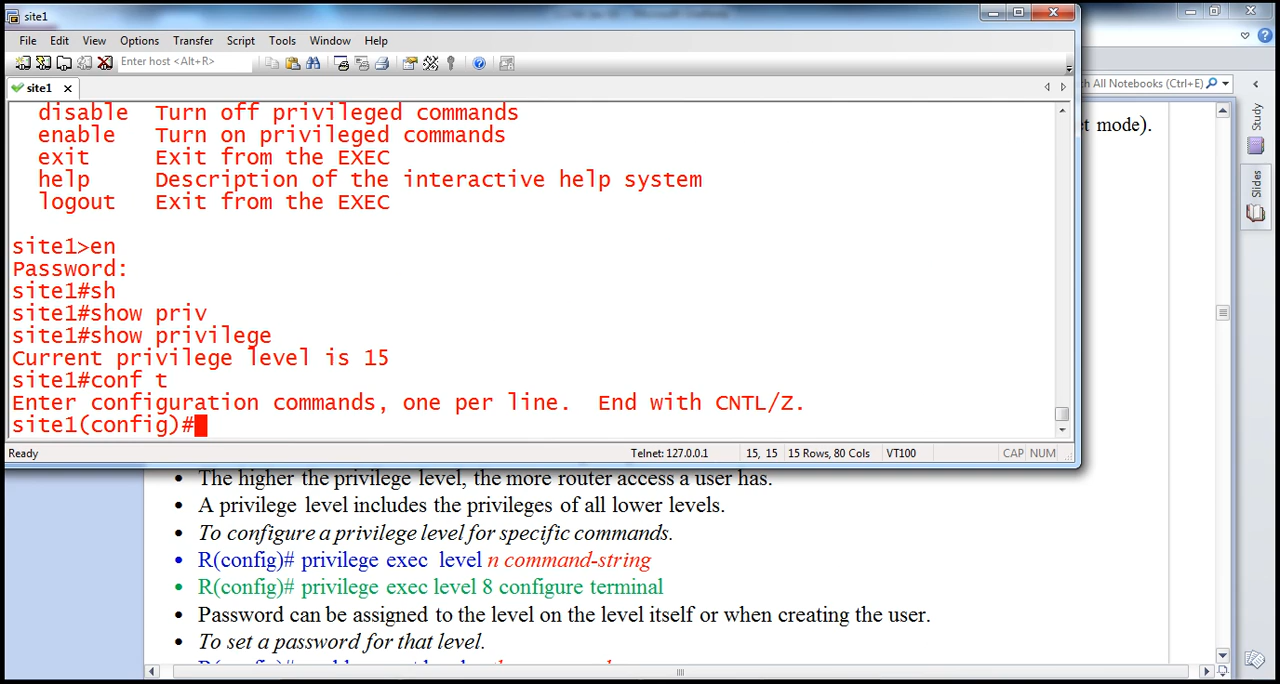 site1
File Edit View Options Transfer Script Tools Window Help
Enter host <Alt+R>
site1
disable Turn off privileged commands
enable Turn on privileged commands
exit Exit from the EXEC
help Description of the interactive help system
logout Exit from the EXEC
site1>en
Password:
site1#sh
site1#show priv
site1#show privilege
Current privilege level is 15
site1#conf t
Enter configuration commands, one per line. End with CNTL/Z.
site1(config)#
Ready Telnet: 127.0.0.1 15, 15 15 Rows, 80 Cols VT100 CAP NUM
All Notebooks (Ctrl+E)
mode).
Study
Slides
• The higher the privilege level, the more router access a user has.
• A privilege level includes the privileges of all lower levels.
• To configure a privilege level for specific commands.
• R(config)# privilege exec level n command-string
• R(config)# privilege exec level 8 configure terminal
• Password can be assigned to the level on the level itself or when creating the user.
• To set a password for that level.